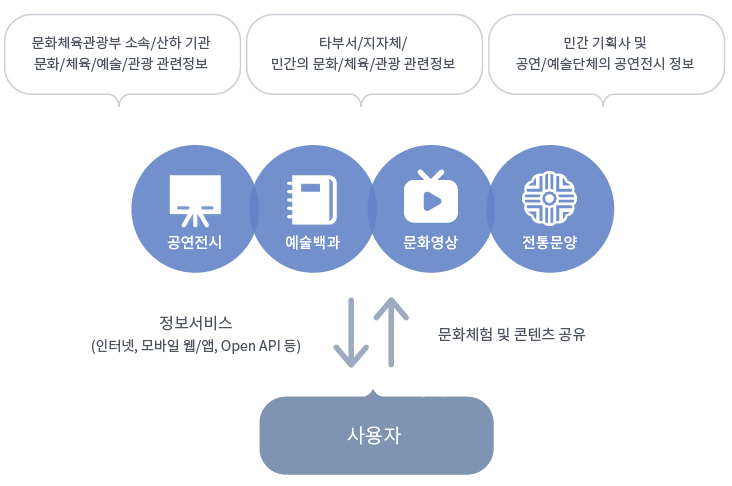 문화체육관광부 소속/산하 기관
문화/체육/예술/관광 관련정보
타부서/지자체/
민간의 문화/체육/관광 관련정보
민간 기획사 및
공연/예술단체의 공연전시 정보
공연전시
예술백과
문화영상
전통문양
정보서비스
(인터넷, 모바일 웹/앱, Open API 등)
문화체험 및 콘텐츠 공유
사용자